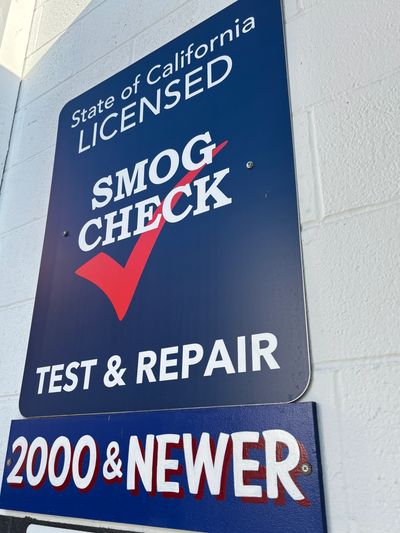 State of California
LICENSED
SMOG
CHECK
TEST & REPAIR
2000 & NEWER